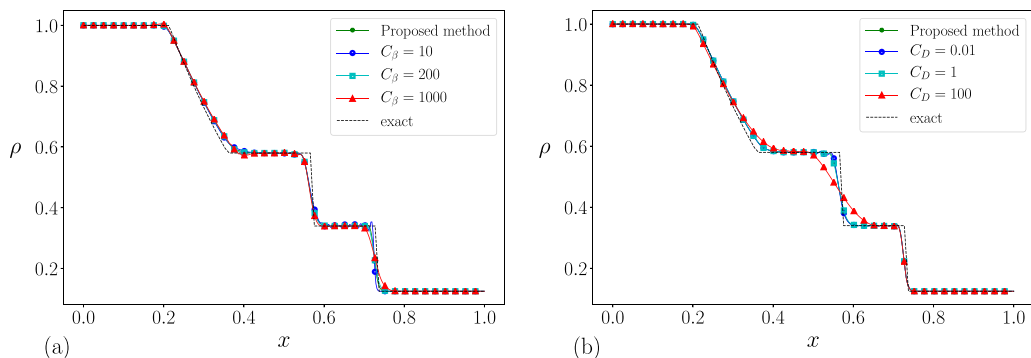 1.0
0.8
0.6
0.4
0.2
ρ
0.0 0.2 0.4 0.6 0.8 1.0
x
(a)
Proposed method
C_β = 10
C_β = 200
C_β = 1000
exact
1.0
0.8
0.6
0.4
0.2
ρ
0.0 0.2 0.4 0.6 0.8 1.0
x
(b)
Proposed method
C_D = 0.01
C_D = 1
C_D = 100
exact